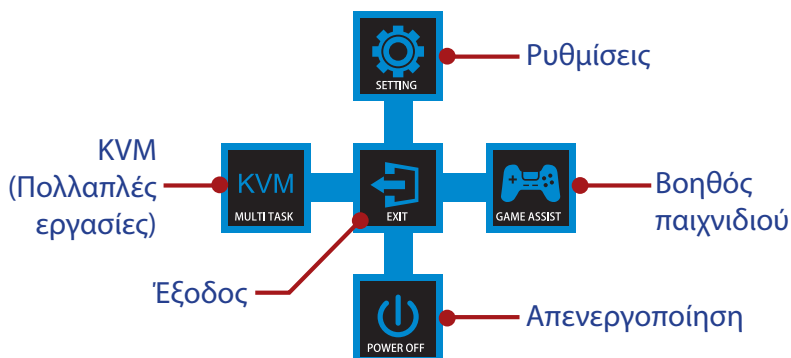 SETTING
Ρυθμίσεις
KVM
(Πολλαπλές
εργασίες)
KVM
MULTI TASK
EXIT
GAME ASSIST
Βοηθός
παιχνιδιού
Έξοδος
POWER OFF
Απενεργοποίηση